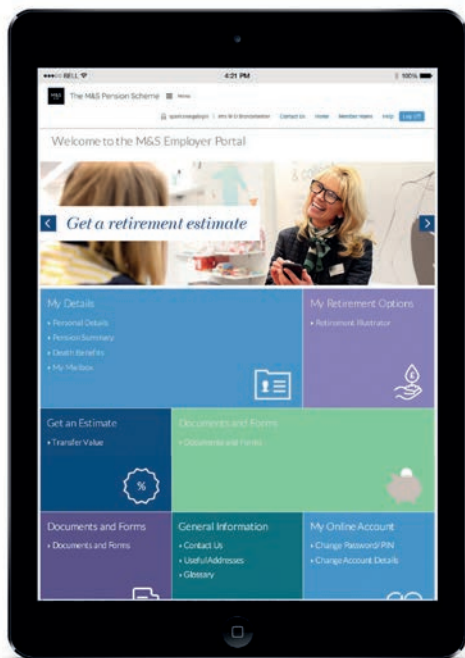 BELL
4:21 PM
100%
M&S
The M&S Pension Scheme
Menu
Contact Us Home Help Log Off
Welcome to the M&S Employer Portal
Get a retirement estimate
My Details
Personal Details
Pension Summary
Death Benefits
My Mailbox
My Retirement Options
Retirement Illustrator
£
Get an Estimate
Transfer Value
%
Documents and Forms
Documents and Forms
Documents and Forms
Documents and Forms
General Information
Contact Us
Useful Addresses
Glossary
My Online Account
Change Password/PIN
Change Account Details